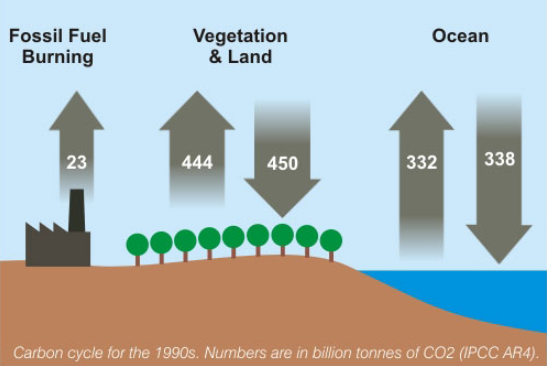 Fossil Fuel
Burning
Vegetation
& Land
Ocean
23
444
450
332
338
Carbon cycle for the 1990s. Numbers are in billion tonnes of CO2 (IPCC AR4).